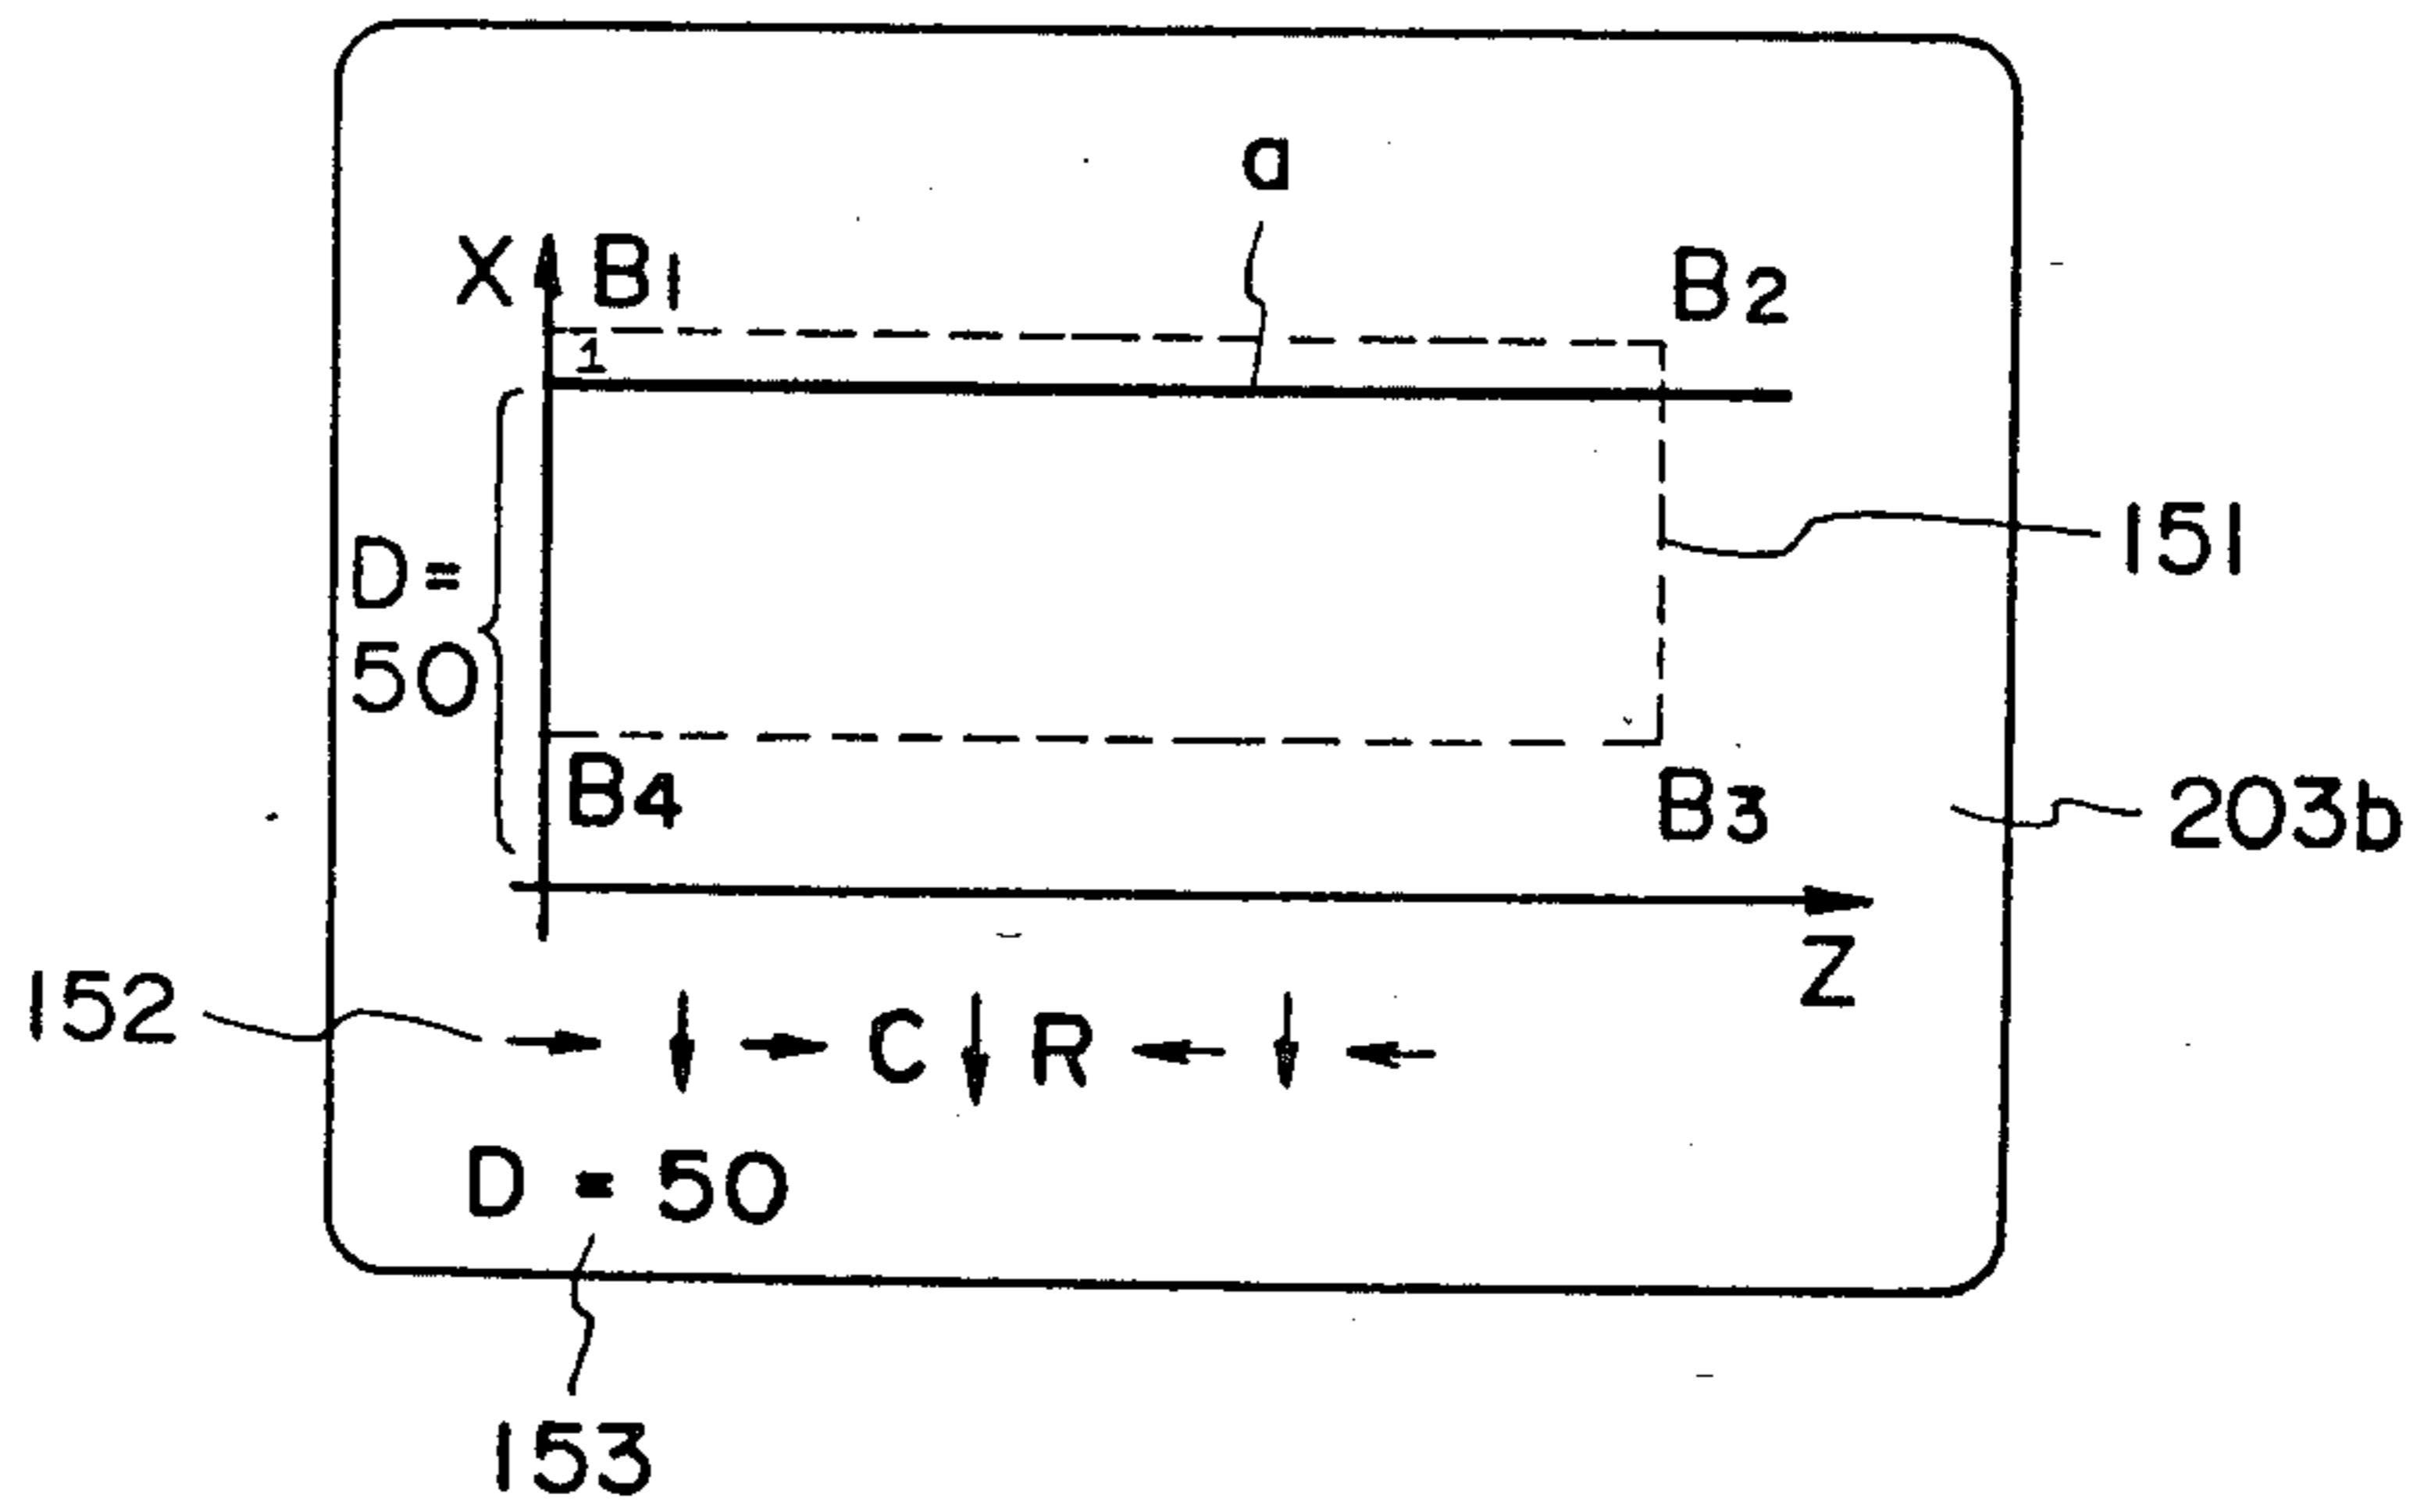 a
X B1 B2
1
151
D=
50
B4 B3
203b
Z
152 → ↓ → C ↓ R ← ↓ ←
D = 50
153